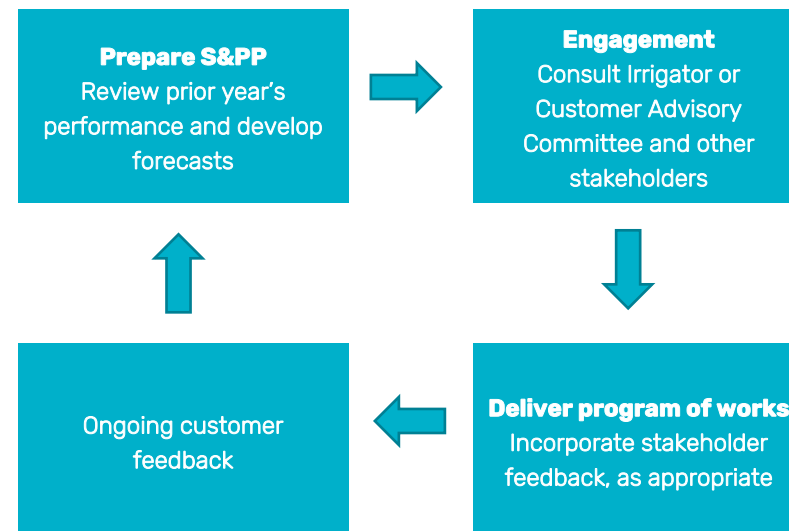 Prepare S&PP
Review prior year's
performance and develop
forecasts
Engagement
Consult Irrigator or
Customer Advisory
Committee and other
stakeholders
Ongoing customer
feedback
Deliver program of works
Incorporate stakeholder
feedback, as appropriate